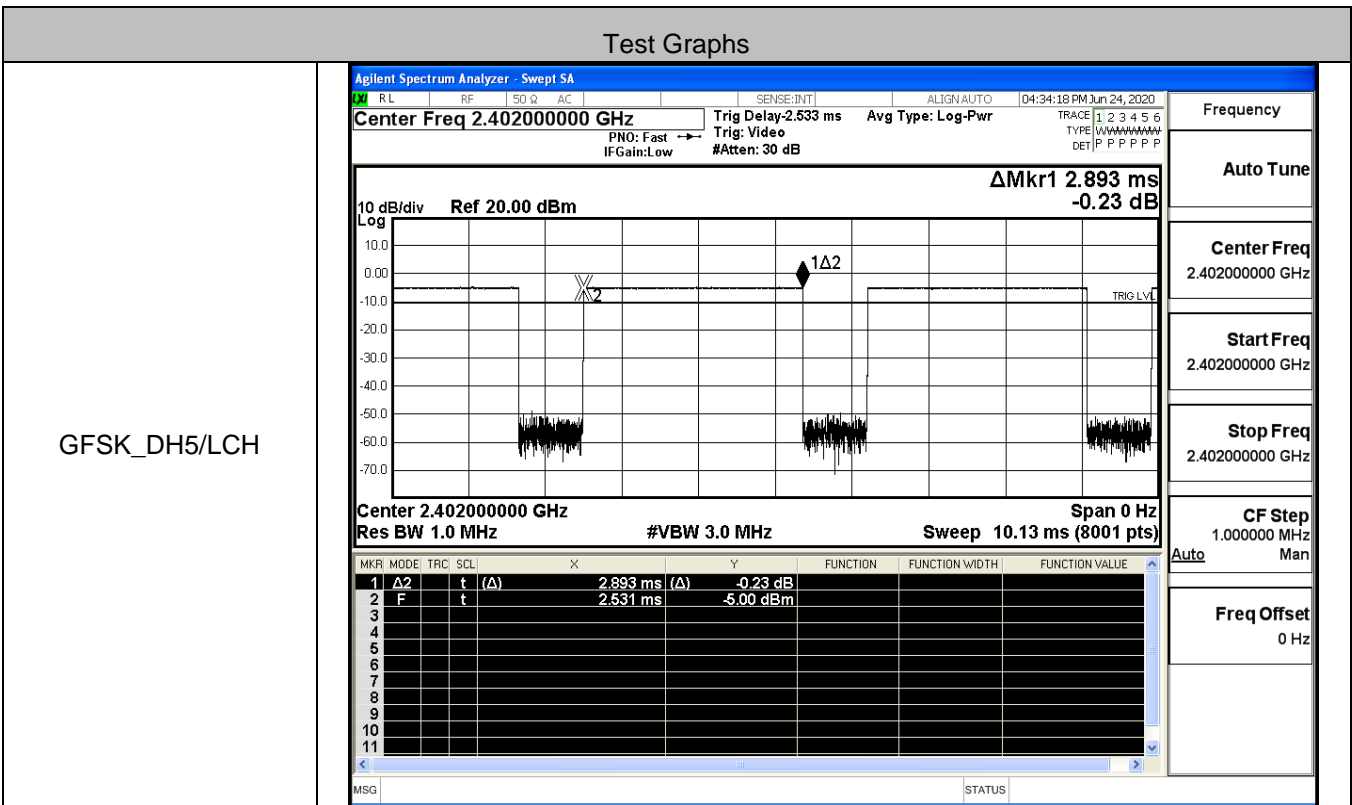 Test Graphs
GFSK_DH5/LCH
Agilent Spectrum Analyzer - Swept SA
LXI RL RF 50 Ω AC SENSE:INT ALIGN AUTO 04:34:18 PM Jun 24, 2020
Center Freq 2.402000000 GHz
PNO: Fast
IFGain:Low
Trig Delay-2.533 ms
Trig: Video
#Atten: 30 dB
Avg Type: Log-Pwr
TRACE 1 2 3 4 5 6
TYPE WWWWWW
DET P P P P P P
ΔMkr1 2.893 ms
-0.23 dB
10 dB/div Ref 20.00 dBm
Log
10.0
0.00
-10.0
-20.0
-30.0
-40.0
-50.0
-60.0
-70.0
1Δ2
2
TRIG LVL
Center 2.402000000 GHz Span 0 Hz
Res BW 1.0 MHz #VBW 3.0 MHz Sweep 10.13 ms (8001 pts)
MKR MODE TRC SCL X Y FUNCTION FUNCTION WIDTH FUNCTION VALUE
1 Δ2 t (Δ) 2.893 ms (Δ) -0.23 dB
2 F t 2.531 ms -5.00 dBm
3
4
5
6
7
8
9
10
11
MSG STATUS
Frequency
Auto Tune
Center Freq
2.402000000 GHz
Start Freq
2.402000000 GHz
Stop Freq
2.402000000 GHz
CF Step
1.000000 MHz
Auto Man
Freq Offset
0 Hz